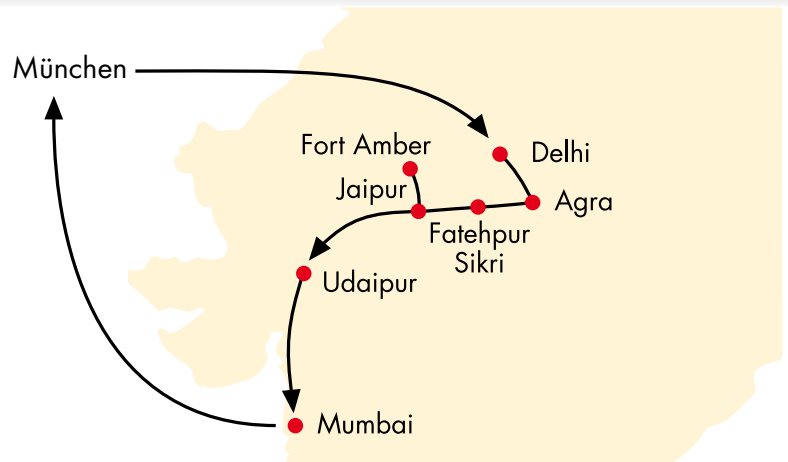 München
Fort Amber
Delhi
Jaipur
Agra
Fatehpur
Sikri
Udaipur
Mumbai